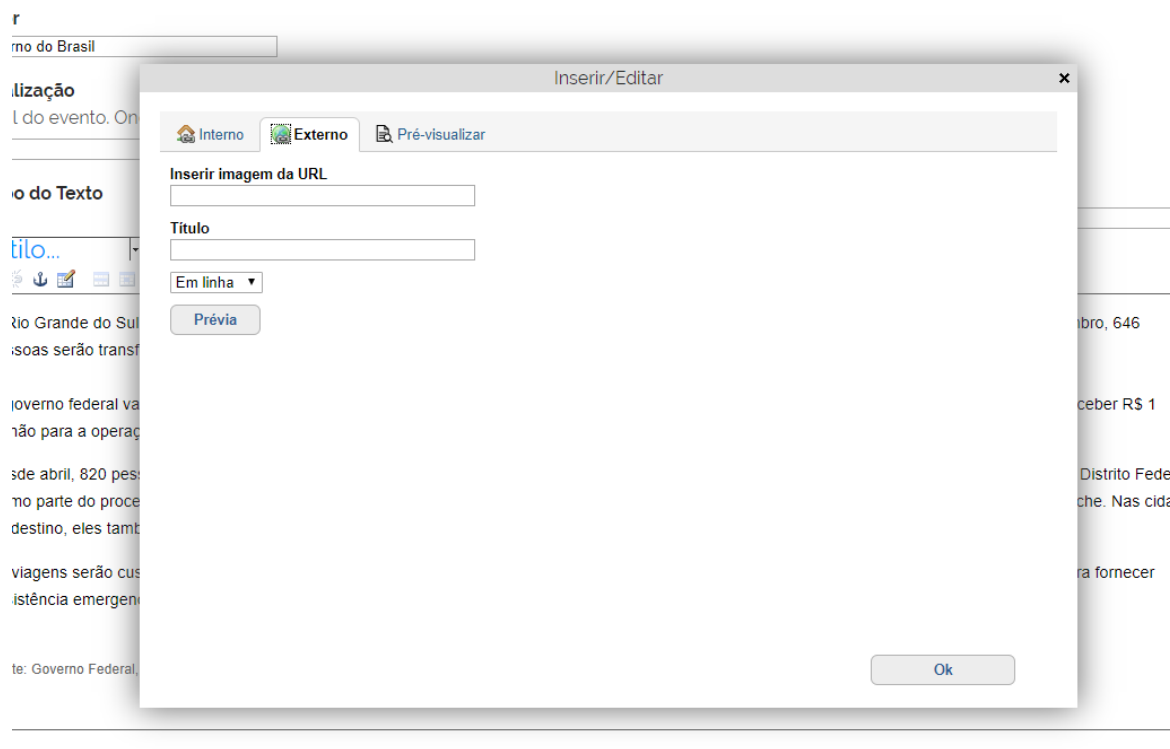 r
rno do Brasil
Inserir/Editar
lização
l do evento. On
Interno Externo Pré-visualizar
Inserir imagem da URL
o do Texto
Título
tilo...
Em linha
Prévia
Rio Grande do Sul
mbro, 646
ssoas serão transf
governo federal va
ceber R$ 1
hão para a operaç
sde abril, 820 pes
Distrito Fede
mo parte do proce
che. Nas cida
destino, eles tamb
viagens serão cus
ra fornecer
istência emergen
te: Governo Federal,
Ok